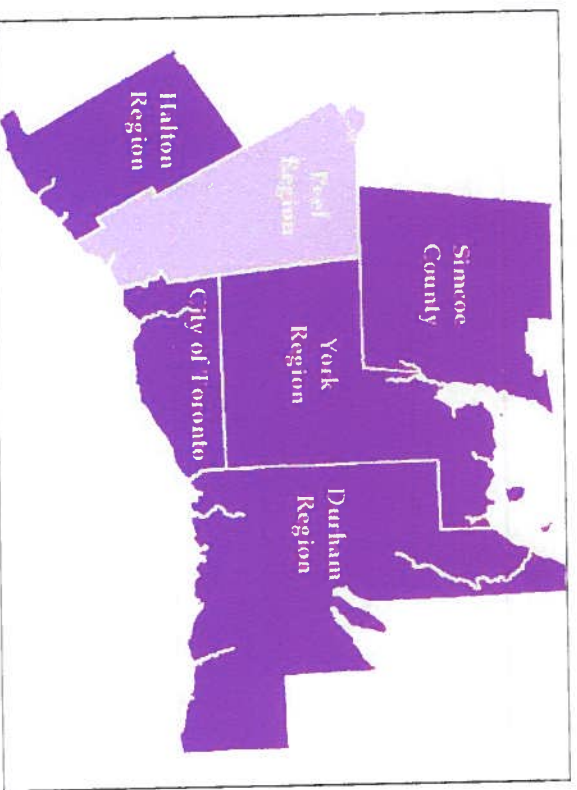 Simcoe
County
Peel
Region
York
Region
Durham
Region
Halton
Region
City of Toronto